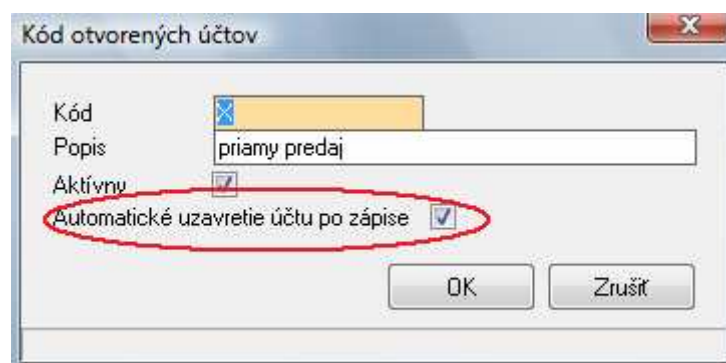 Kód otvorených účtov
Kód X
Popis priamy predaj
Aktívny
Automatické uzavretie účtu po zápise
OK Zrušiť